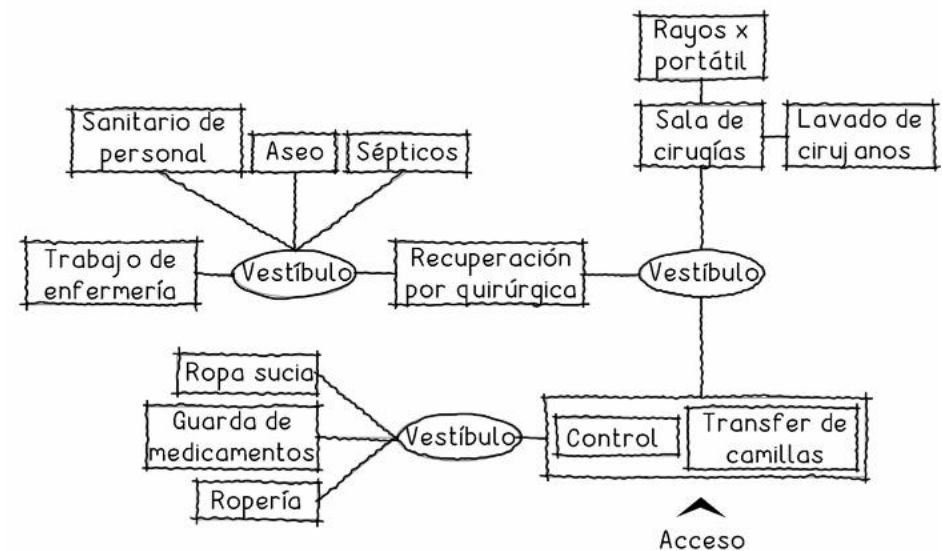 Rayos x
portátil
Sala de
cirugías
Lavado de
cirujanos
Sanitario de
personal
Aseo
Sépticos
Trabajo de
enfermería
Vestíbulo
Recuperación
por quirúrgica
Vestíbulo
Ropa sucia
Guarda de
medicamentos
Ropería
Vestíbulo
Control
Transfer de
camillas
Acceso